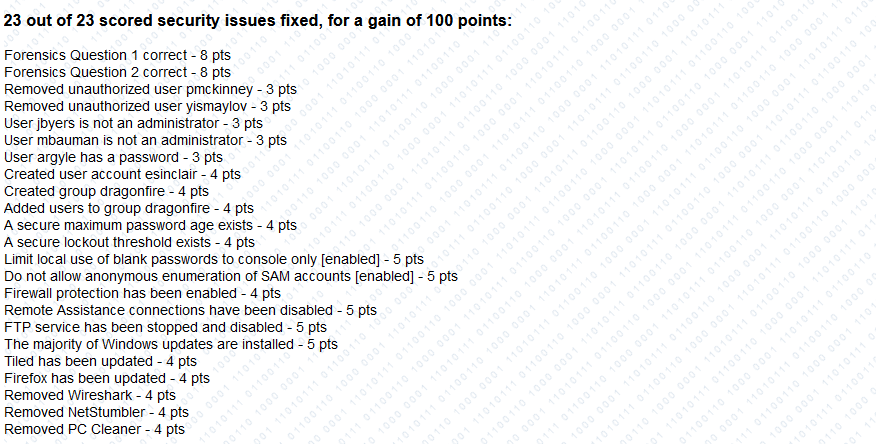 23 out of 23 scored security issues fixed, for a gain of 100 points:
Forensics Question 1 correct - 8 pts
Forensics Question 2 correct - 8 pts
Removed unauthorized user pmckinney - 3 pts
Removed unauthorized user yismaylov - 3 pts
User jbyers is not an administrator - 3 pts
User mbauman is not an administrator - 3 pts
User argyle has a password - 3 pts
Created user account esinclair - 4 pts
Created group dragonfire - 4 pts
Added users to group dragonfire - 4 pts
A secure maximum password age exists - 4 pts
A secure lockout threshold exists - 4 pts
Limit local use of blank passwords to console only [enabled] - 5 pts
Do not allow anonymous enumeration of SAM accounts [enabled] - 5 pts
Firewall protection has been enabled - 4 pts
Remote Assistance connections have been disabled - 5 pts
FTP service has been stopped and disabled - 5 pts
The majority of Windows updates are installed - 5 pts
Tiled has been updated - 4 pts
Firefox has been updated - 4 pts
Removed Wireshark - 4 pts
Removed NetStumbler - 4 pts
Removed PC Cleaner - 4 pts